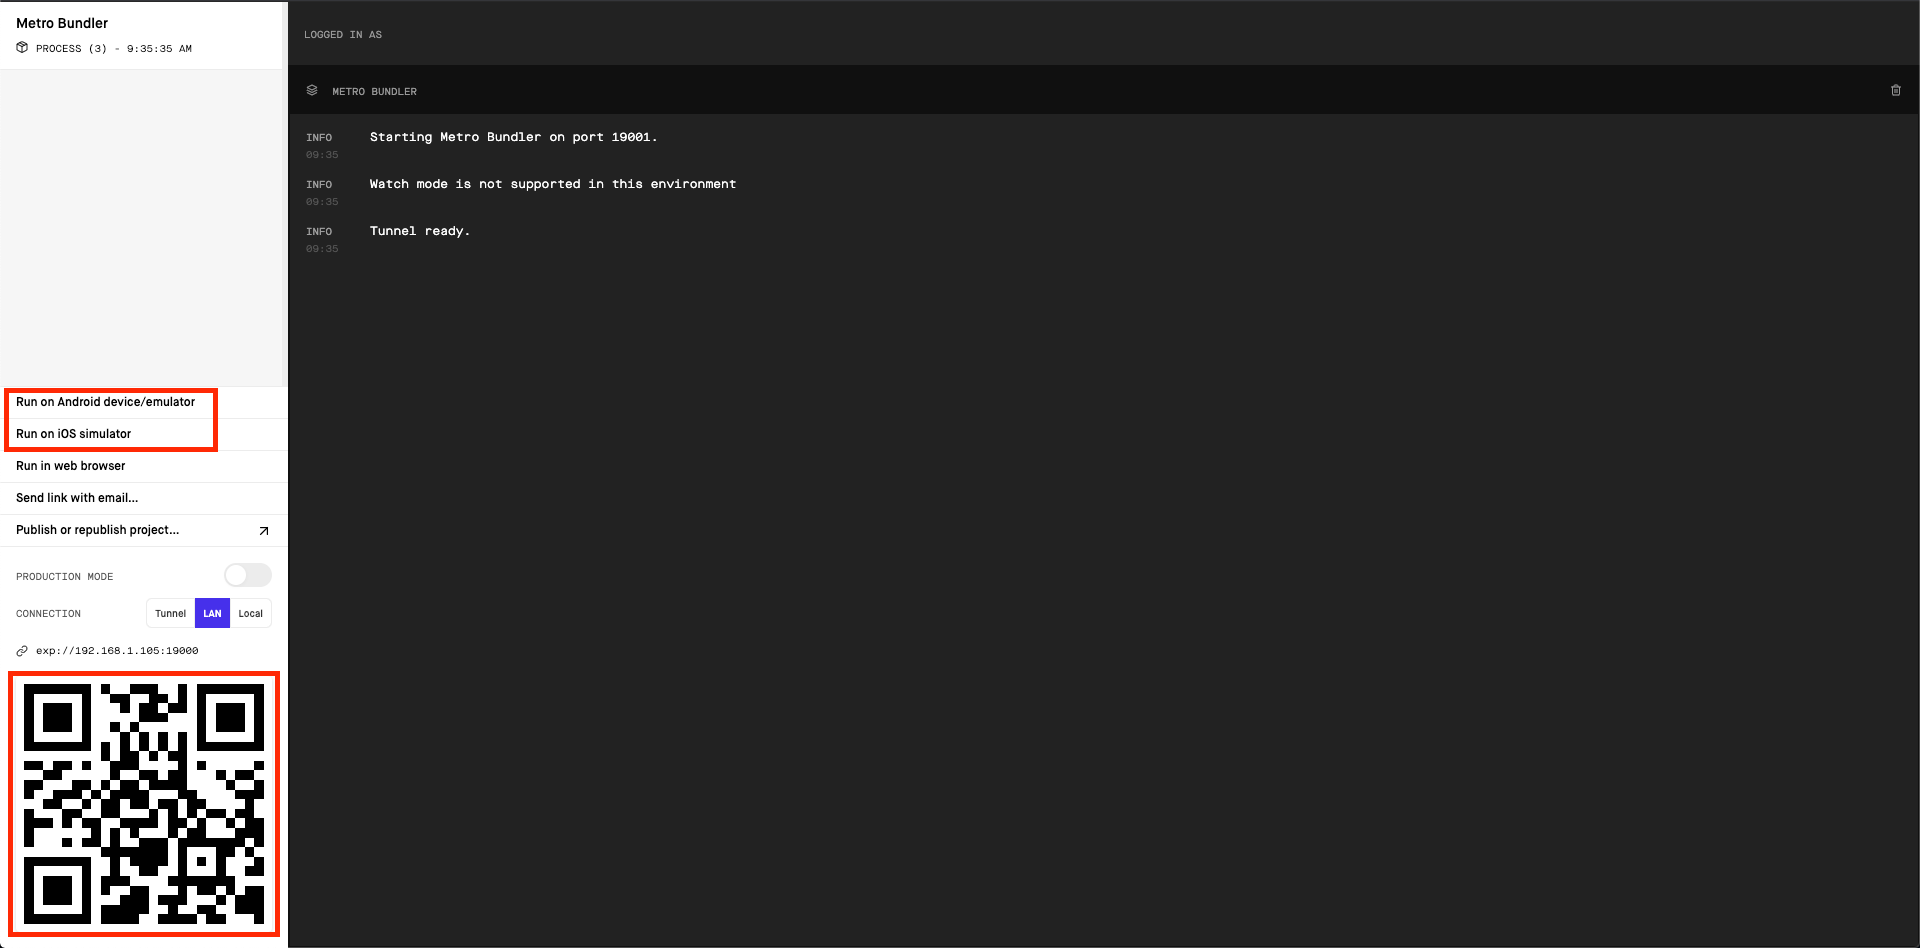 Metro Bundler
PROCESS (3) - 9:35:35 AM
Run on Android device/emulator
Run on iOS simulator
Run in web browser
Send link with email...
Publish or republish project...
PRODUCTION MODE
CONNECTION Tunnel LAN Local
exp://192.168.1.105:19000
LOGGED IN AS
METRO BUNDLER
INFO Starting Metro Bundler on port 19001.
09:35
INFO Watch mode is not supported in this environment
09:35
INFO Tunnel ready.
09:35